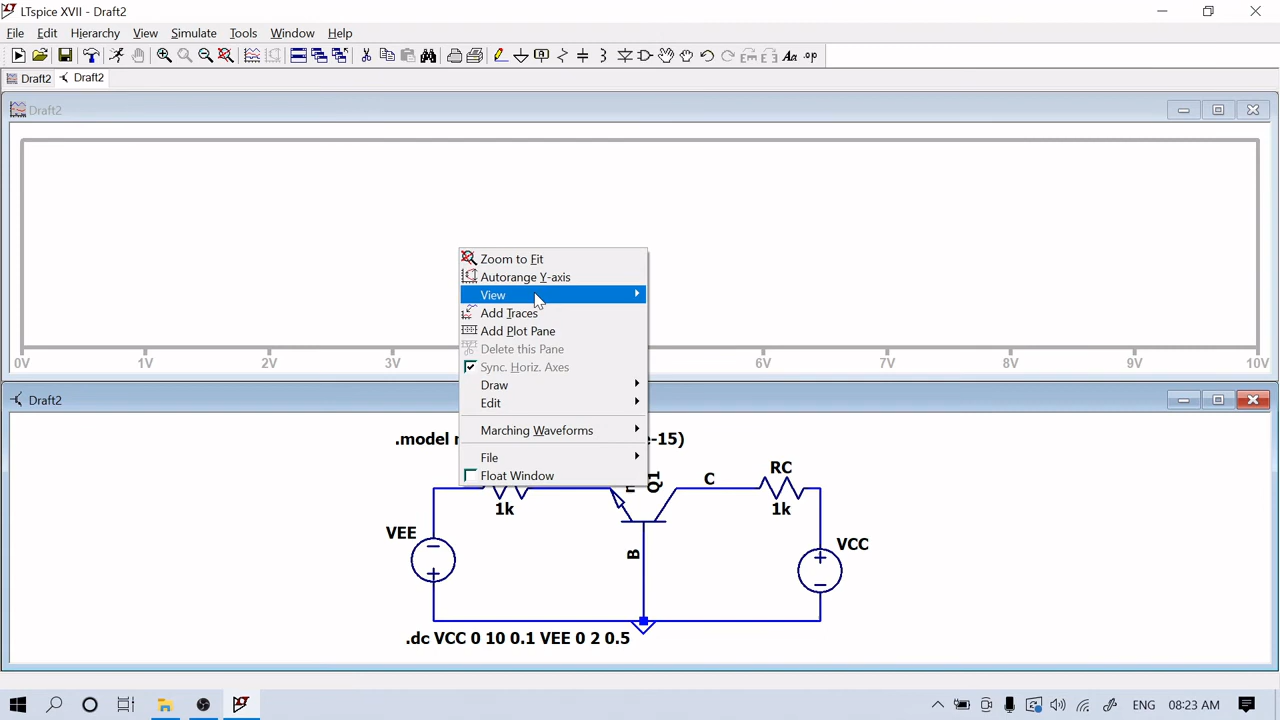 LTspice XVII - Draft2
File Edit Hierarchy View Simulate Tools Window Help
Draft2 Draft2
Draft2
Zoom to Fit
Autorange Y-axis
View
Add Traces
Add Plot Pane
Delete this Pane
Sync. Horiz. Axes
Draw
Edit
Marching Waveforms
File
Float Window
0V 1V 2V 3V 6V 7V 8V 9V 10V
Draft2
.model e-15)
Q1
C
RC
1k
1k
VEE
B
VCC
.dc VCC 0 10 0.1 VEE 0 2 0.5
ENG 08:23 AM